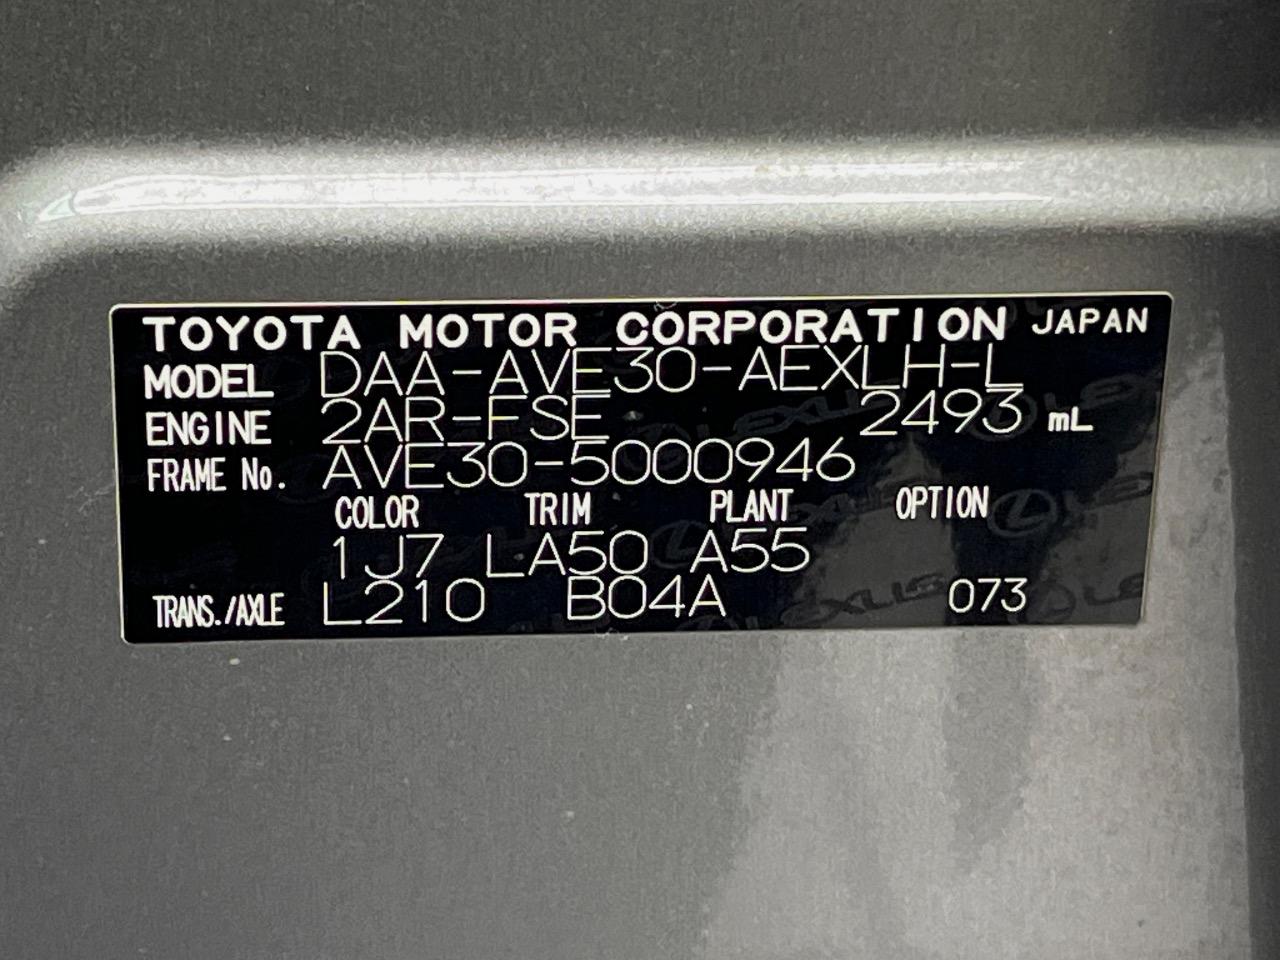 TOYOTA MOTOR CORPORATION JAPAN
MODEL DAA-AVE30-AEXLH-L
ENGINE 2AR-FSE 2493 mL
FRAME No. AVE30-5000946
COLOR TRIM PLANT OPTION
1J7 LA50 A55
TRANS./AXLE L210 B04A 073